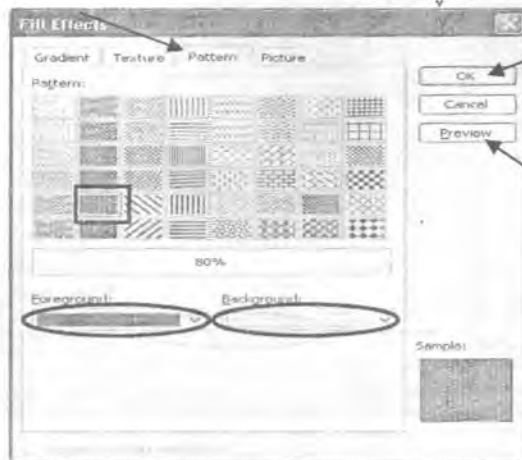 Fill Effects
Gradient Texture Pattern Picture
Pattern:
OK
Cancel
Preview
80%
Foreground: Background:
Sample: